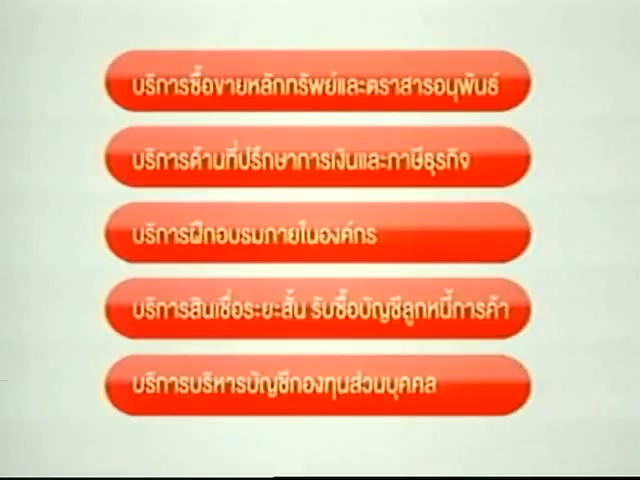 บริการซื้อขายหลักทรัพย์และตราสารอนุพันธ์
บริการด้านที่ปรึกษาการเงินและภาษีธุรกิจ
บริการฝึกอบรมภายในองค์กร
บริการสินเชื่อระยะสั้น รับซื้อบัญชีลูกหนี้การค้า
บริการบริหารบัญชีกองทุนส่วนบุคคล